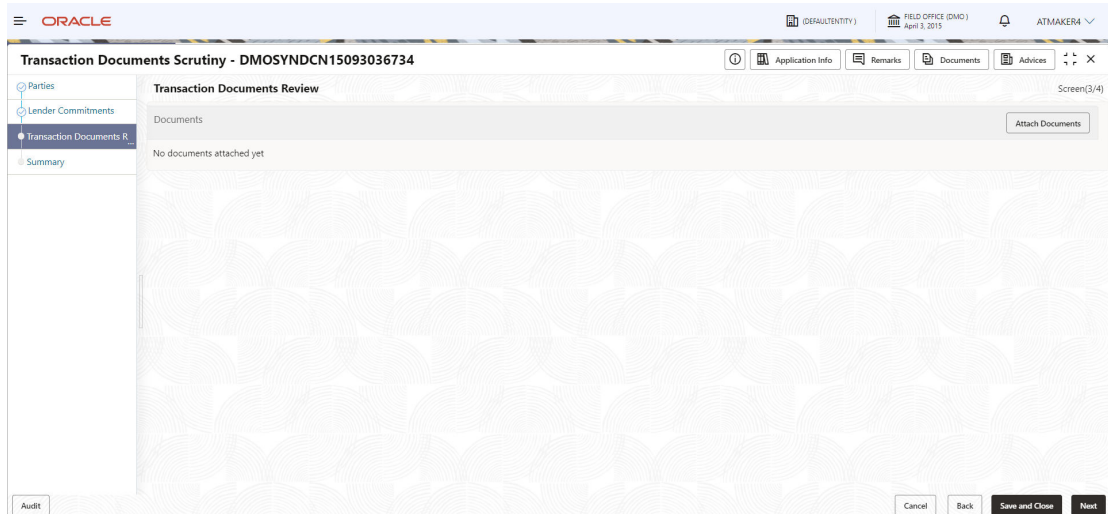 ORACLE
(DEFAULTENTITY )
FIELD OFFICE (DMO )
April 3, 2015
ATMAKER4
Transaction Documents Scrutiny - DMOSYNDCN15093036734
Application Info
Remarks
Documents
Advices
Parties
Lender Commitments
Transaction Documents R...
Summary
Transaction Documents Review
Screen(3/4)
Documents
Attach Documents
No documents attached yet
Audit
Cancel
Back
Save and Close
Next